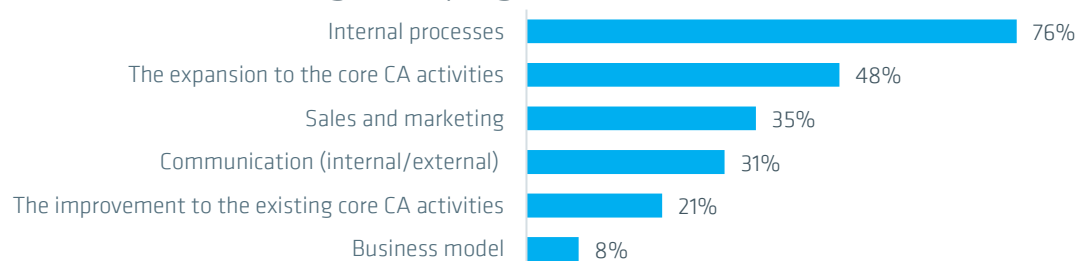 Internal processes 76%
The expansion to the core CA activities 48%
Sales and marketing 35%
Communication (internal/external) 31%
The improvement to the existing core CA activities 21%
Business model 8%